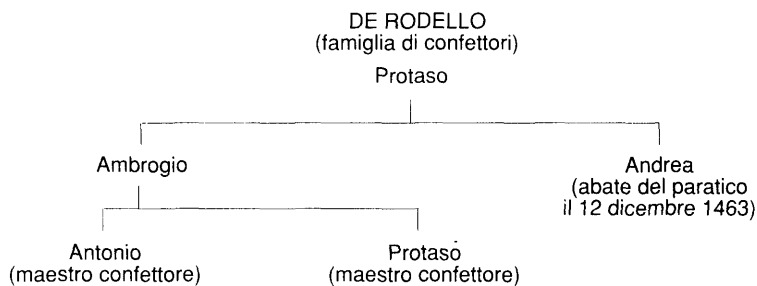 DE RODELLO
(famiglia di confettori)
Protaso
Ambrogio
Andrea
(abate del paratico
il 12 dicembre 1463)
Antonio
(maestro confettore)
Protaso
(maestro confettore)